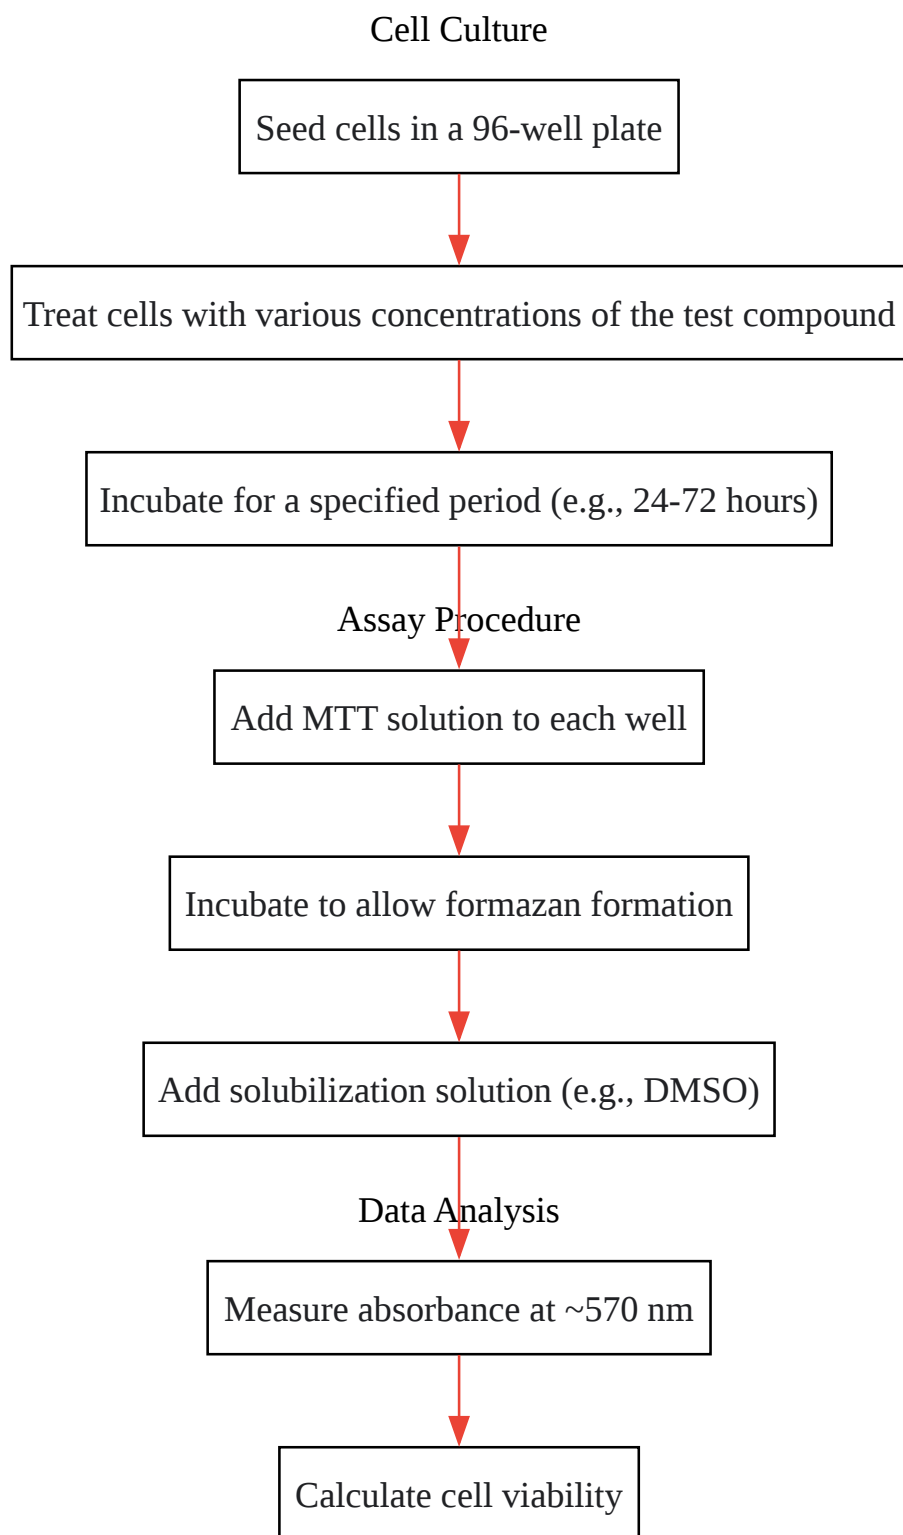 Cell Culture
Seed cells in a 96-well plate
Treat cells with various concentrations of the test compound
Incubate for a specified period (e.g., 24-72 hours)
Assay Procedure
Add MTT solution to each well
Incubate to allow formazan formation
Add solubilization solution (e.g., DMSO)
Data Analysis
Measure absorbance at ~570 nm
Calculate cell viability